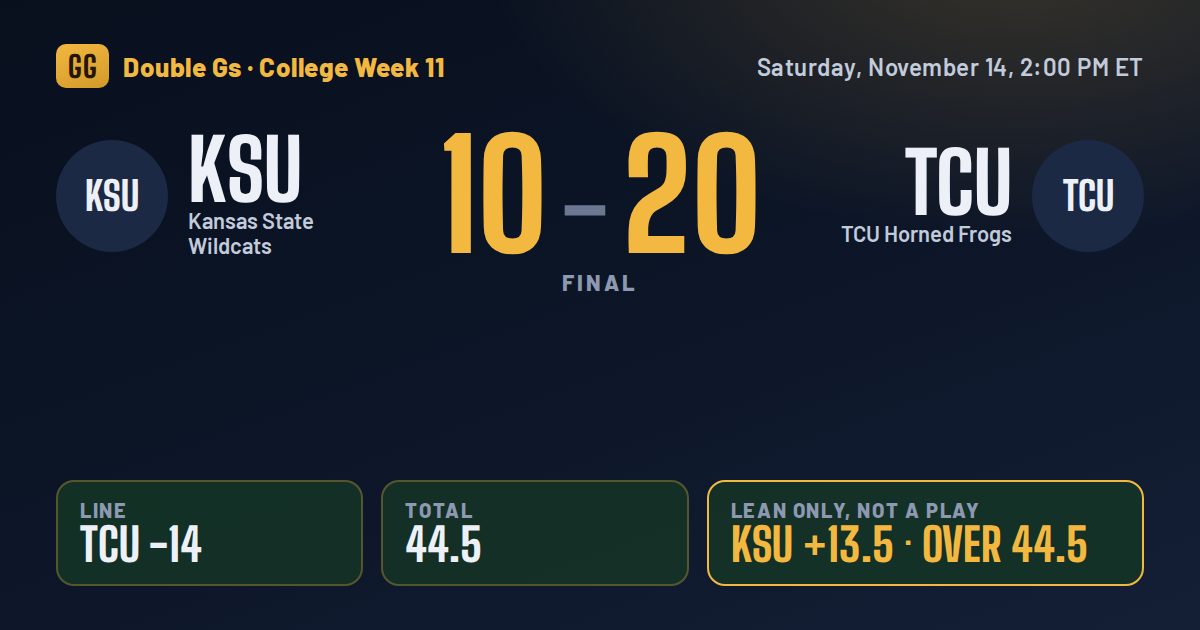 GG Double Gs · College Week 11
Saturday, November 14, 2:00 PM ET
KSU
KSU
Kansas State
Wildcats
10 – 20
FINAL
TCU
TCU Horned Frogs
TCU
LINE
TCU −14
TOTAL
44.5
LEAN ONLY, NOT A PLAY
KSU +13.5 · OVER 44.5